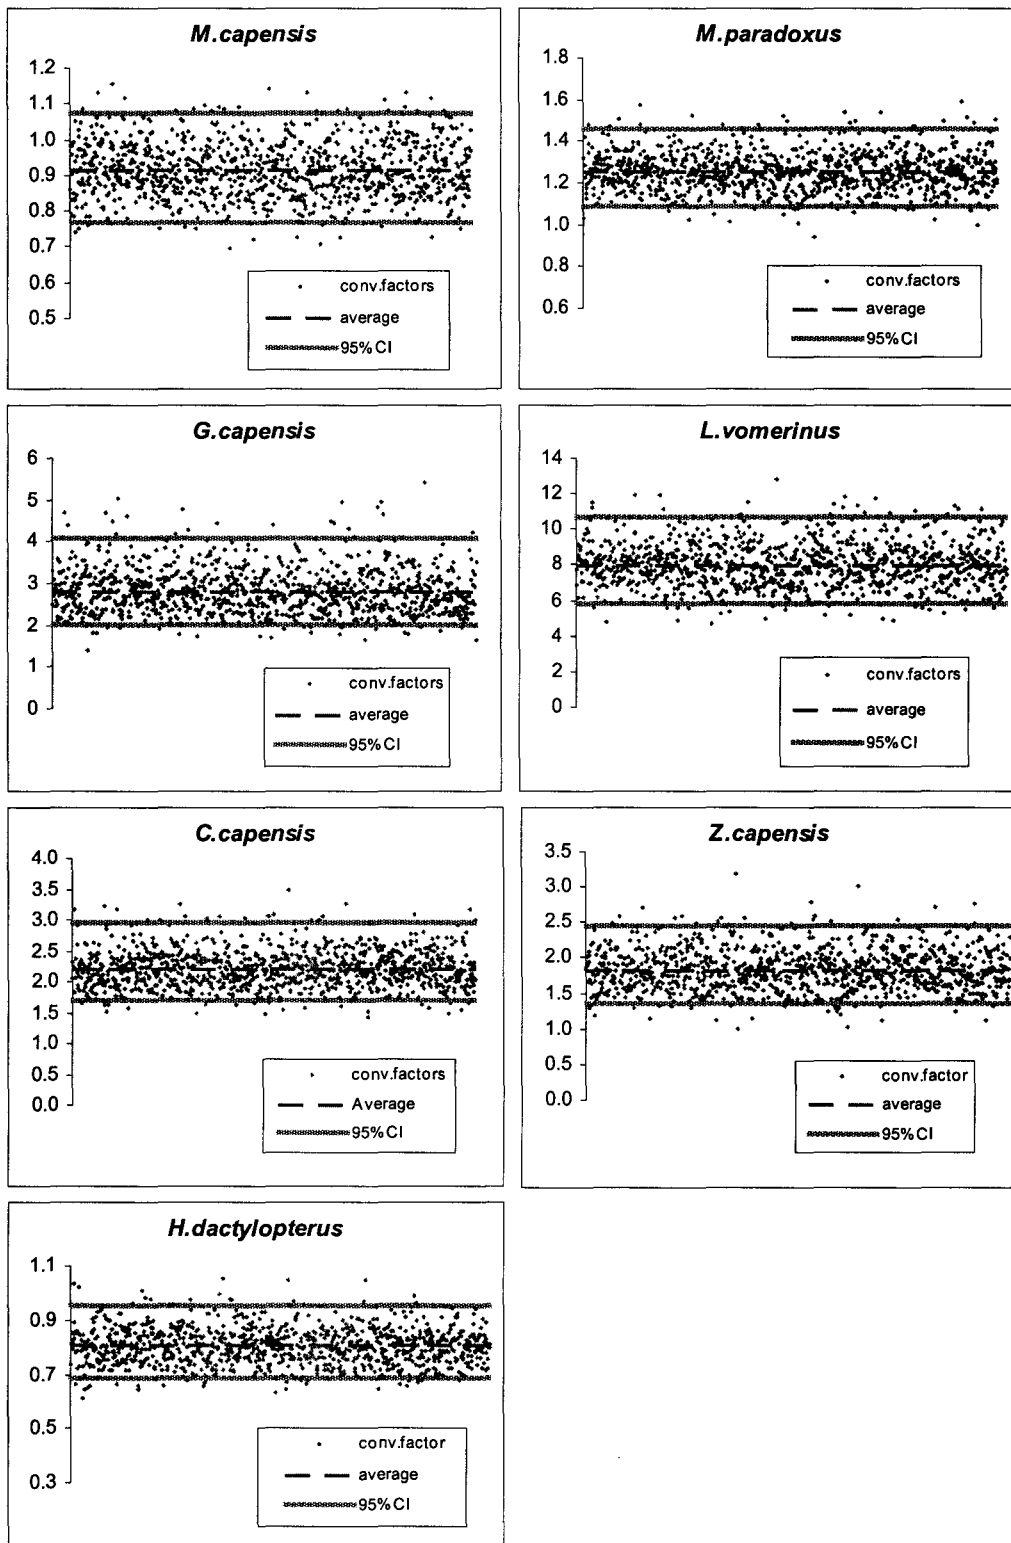 M.capensis
1.2
1.1
1.0
0.9
0.8
0.7
0.6
0.5
conv.factors
average
95%CI
M.paradoxus
1.8
1.6
1.4
1.2
1.0
0.8
0.6
conv.factors
average
95%CI
G.capensis
6
5
4
3
2
1
0
conv.factors
average
95%CI
L.vomerinus
14
12
10
8
6
4
2
0
conv.factors
average
95%CI
C.capensis
4.0
3.5
3.0
2.5
2.0
1.5
1.0
0.5
0.0
conv.factors
Average
95%CI
Z.capensis
3.5
3.0
2.5
2.0
1.5
1.0
0.5
0.0
conv.factor
average
95%CI
H.dactylopterus
1.1
0.9
0.7
0.5
0.3
conv.factor
average
95%CI